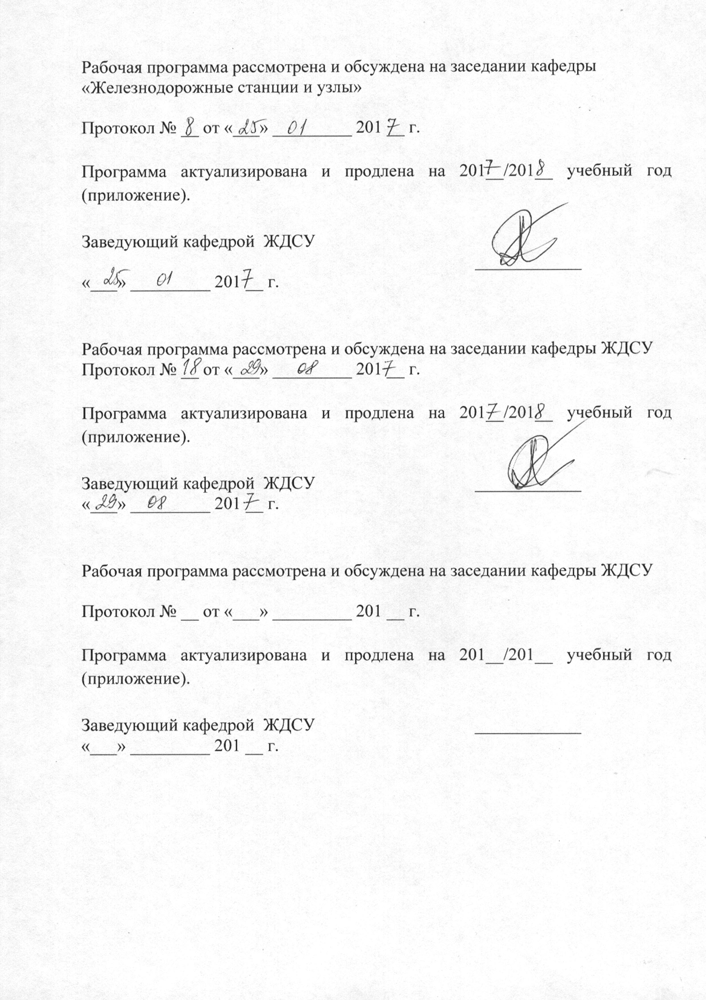 Рабочая программа рассмотрена и обсуждена на заседании кафедры
«Железнодорожные станции и узлы»
Протокол № 8 от «25» 01 2017 г.
Программа актуализирована и продлена на 2017/2018 учебный год
(приложение).
Заведующий кафедрой ЖДСУ
«25» 01 2017 г.
Рабочая программа рассмотрена и обсуждена на заседании кафедры ЖДСУ
Протокол № 18 от «29» 08 2017 г.
Программа актуализирована и продлена на 2017/2018 учебный год
(приложение).
Заведующий кафедрой ЖДСУ
«29» 08 2017 г.
Рабочая программа рассмотрена и обсуждена на заседании кафедры ЖДСУ
Протокол № __ от «___» _________ 201 __ г.
Программа актуализирована и продлена на 201__/201__ учебный год
(приложение).
Заведующий кафедрой ЖДСУ ____________
«___» _________ 201 __ г.